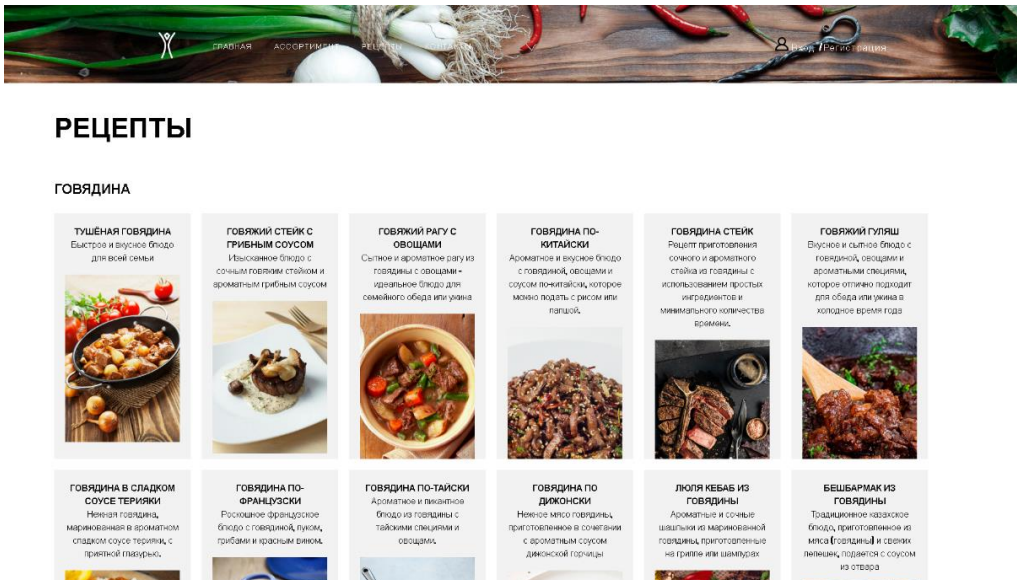 ГЛАВНАЯ АССОРТИМЕНТ РЕЦЕПТЫ Вход / Регистрация
РЕЦЕПТЫ
ГОВЯДИНА
ТУШЁНАЯ ГОВЯДИНА
Быстрое и вкусное блюдо
для всей семьи
ГОВЯЖИЙ СТЕЙК С
ГРИБНЫМ СОУСОМ
Изысканное блюдо с
сочным говяжим стейком и
ароматным грибным соусом
ГОВЯЖИЙ РАГУ С
ОВОЩАМИ
Сытное и ароматное рагу из
говядины с овощами -
идеальное блюдо для
семейного обеда или ужина
ГОВЯДИНА ПО-
КИТАЙСКИ
Ароматное и вкусное блюдо
с говядиной, овощами и
соусом по-китайски, которое
можно подать с рисом или
лапшой.
ГОВЯДИНА СТЕЙК
Рецепт приготовления
сочного и ароматного
стейка из говядины с
использованием простых
ингредиентов и
минимального количества
времени.
ГОВЯЖИЙ ГУЛЯШ
Вкусное и сытное блюдо с
говядиной, овощами и
ароматными специями,
которое отлично подходит
для обеда или ужина в
холодное время года
ГОВЯДИНА В СЛАДКОМ
СОУСЕ ТЕРИЯКИ
Нежная говядина,
маринованная в ароматном
сладком соусе терияки, с
приятной глазурью.
ГОВЯДИНА ПО-
ФРАНЦУЗСКИ
Роскошное французское
блюдо с говядиной, луком,
грибами и красным вином.
ГОВЯДИНА ПО-ТАЙСКИ
Ароматное и пикантное
блюдо из говядины с
тайскими специями и
овощами.
ГОВЯДИНА ПО
ДИЖОНСКИ
Нежное мясо говядины,
приготовленное в сочетании
с ароматным соусом
дижонской горчицы
ЛЮЛЯ КЕБАБ ИЗ
ГОВЯДИНЫ
Ароматные и сочные
шашлыки из маринованной
говядины, приготовленные
на гриле или шампурах
БЕШБАРМАК ИЗ
ГОВЯДИНЫ
Традиционное казахское
блюдо, приготовленное из
мяса (говядины) и свежих
лепешек, подается с соусом
из отвара